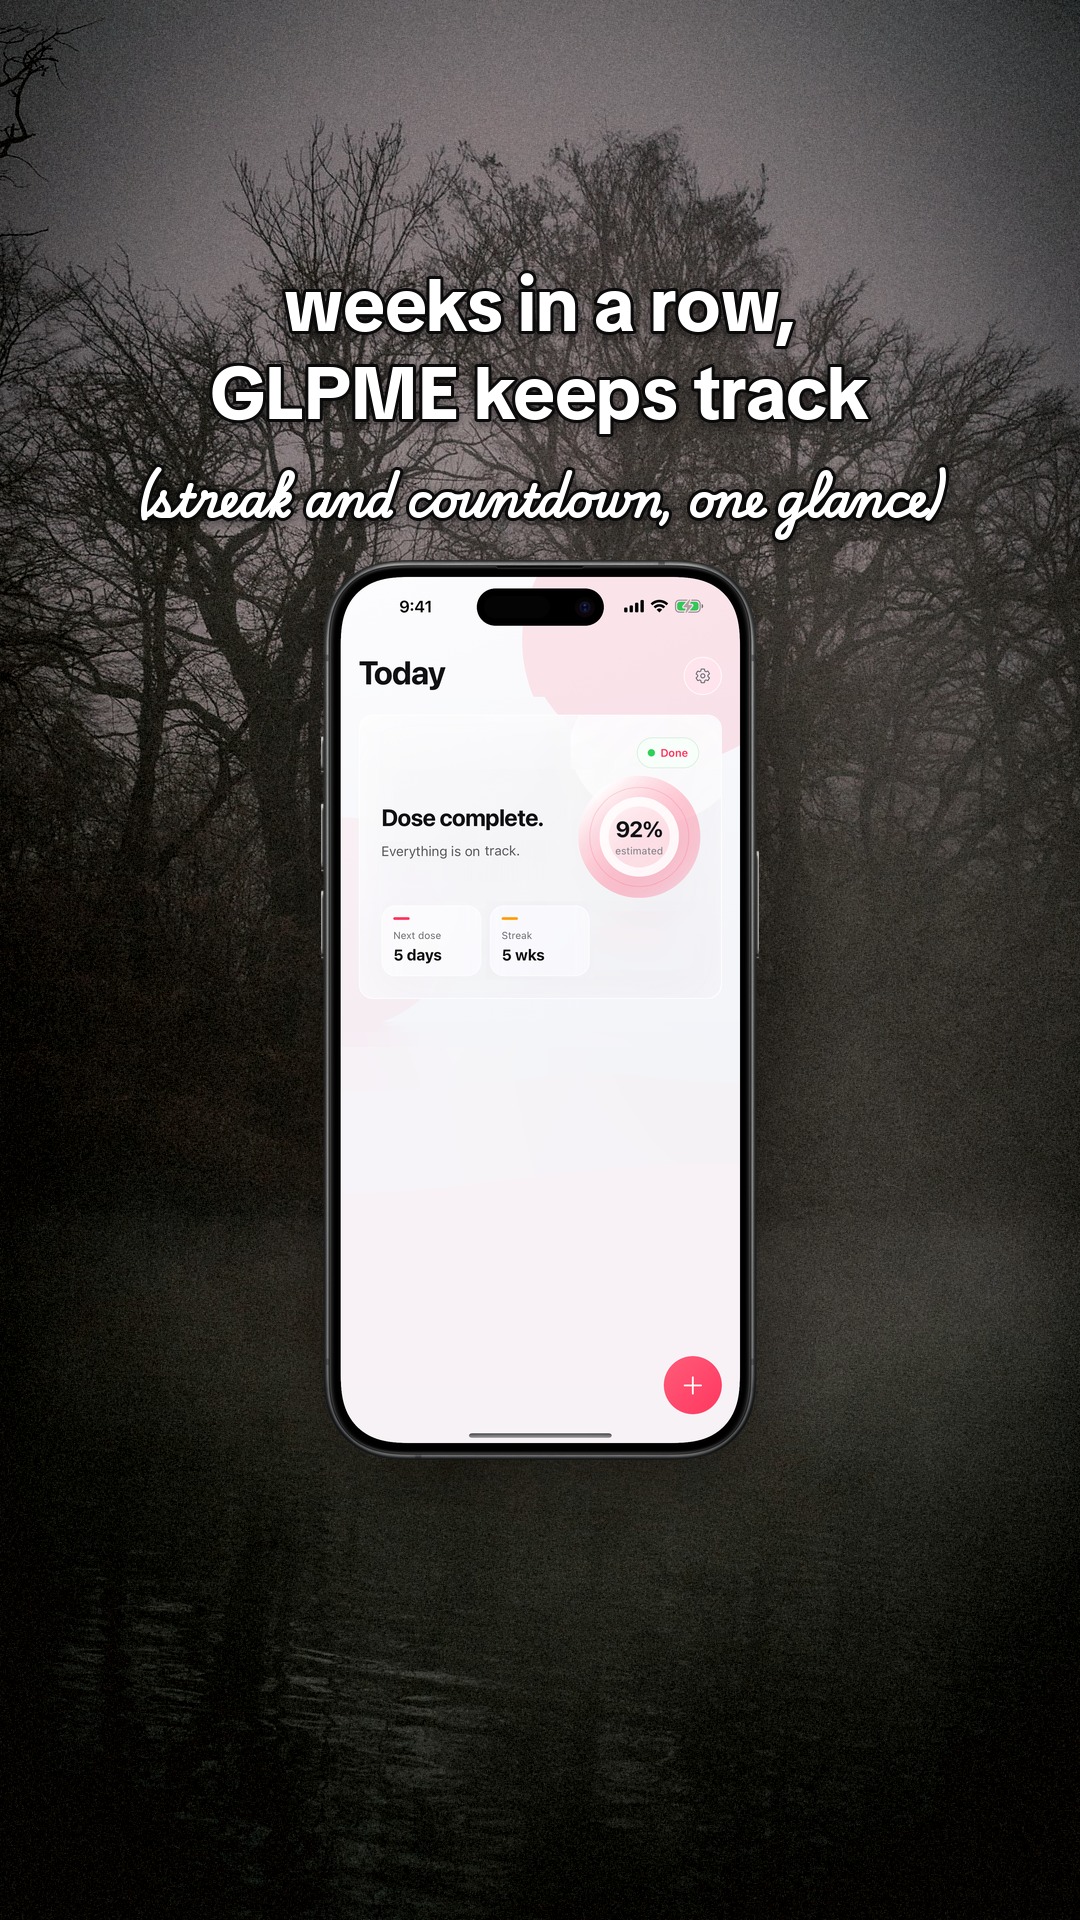 weeks in a row,
GLPME keeps track
(streak and countdown, one glance)
9:41
Today
Done
Dose complete.
Everything is on track.
92%
estimated
Next dose
5 days
Streak
5 wks